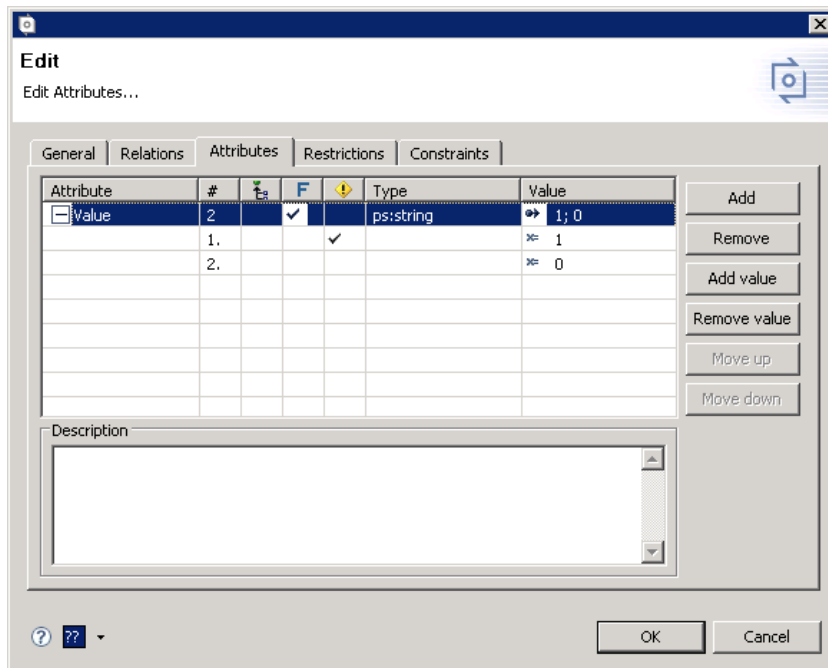 Edit
Edit Attributes...
General Relations Attributes Restrictions Constraints
Attribute # F Type Value
Value 2 ps:string 1; 0
1. 1
2. 0
Add
Remove
Add value
Remove value
Move up
Move down
Description
? ??
OK Cancel